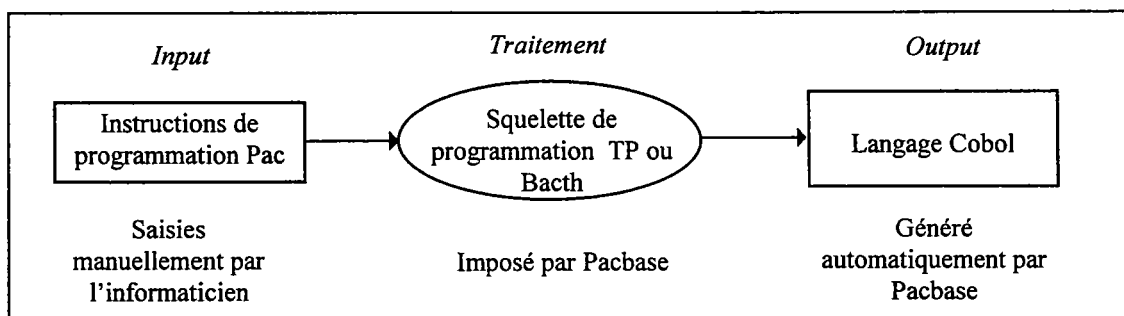 Input
Traitement
Output
Instructions de
programmation Pac
Squelette de
programmation TP ou
Bacth
Langage Cobol
Saisies
manuellement par
l'informaticien
Imposé par Pacbase
Généré
automatiquement par
Pacbase